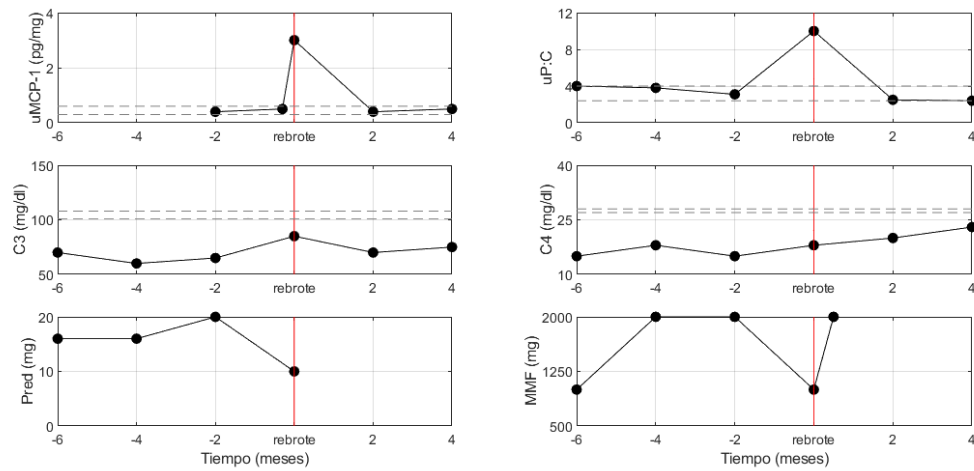 uMCP-1 (pg/mg)
4
2
0
-6 -4 -2 rebrote 2 4
uP:C
12
8
4
0
-6 -4 -2 rebrote 2 4
C3 (mg/dl)
150
100
50
-6 -4 -2 rebrote 2 4
C4 (mg/dl)
40
25
10
-6 -4 -2 rebrote 2 4
Pred (mg)
20
10
0
-6 -4 -2 rebrote 2 4
Tiempo (meses)
MMF (mg)
2000
1250
500
-6 -4 -2 rebrote 2 4
Tiempo (meses)